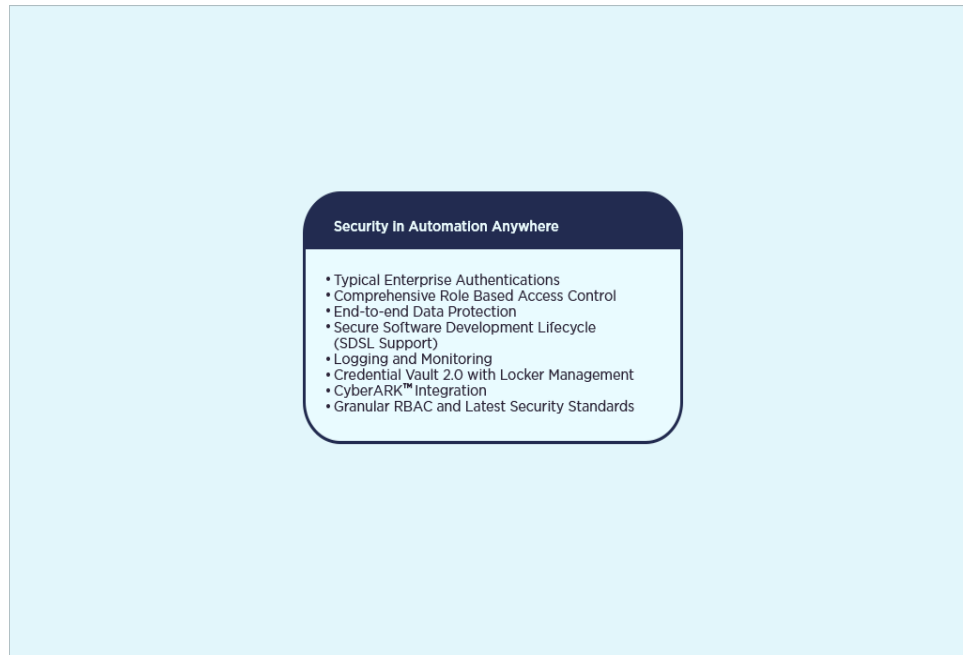 Security in Automation Anywhere
• Typical Enterprise Authentications
• Comprehensive Role Based Access Control
• End-to-end Data Protection
• Secure Software Development Lifecycle
(SDSL Support)
• Logging and Monitoring
• Credential Vault 2.0 with Locker Management
• CyberARK™ Integration
• Granular RBAC and Latest Security Standards